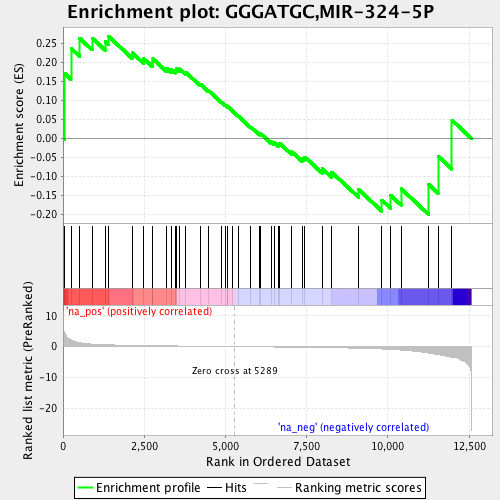 Enrichment plot: GGGATGC,MIR-324-5P
Enrichment score (ES)
0.25
0.20
0.15
0.10
0.05
0.00
-0.05
-0.10
-0.15
-0.20
'na_pos' (positively correlated)
Ranked list metric (PreRanked)
10
5
0
-5
-10
-15
-20
Zero cross at 5289
'na_neg' (negatively correlated)
0
2,500
5,000
7,500
10,000
12,500
Rank in Ordered Dataset
Enrichment profile
Hits
Ranking metric scores